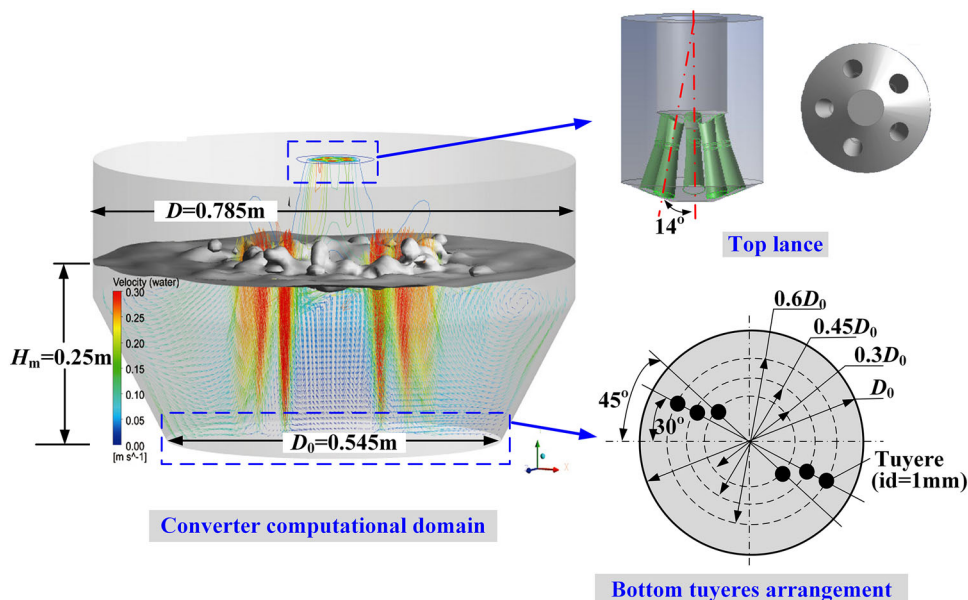 D=0.785m
Velocity (water)
0.30
0.25
0.20
0.15
0.10
0.05
0.00
[m s^-1]
Hm=0.25m
D0=0.545m
Converter computational domain
14°
Top lance
0.6D0
0.45D0
0.3D0
D0
45°
30°
Tuyere
(id=1mm)
Bottom tuyeres arrangement